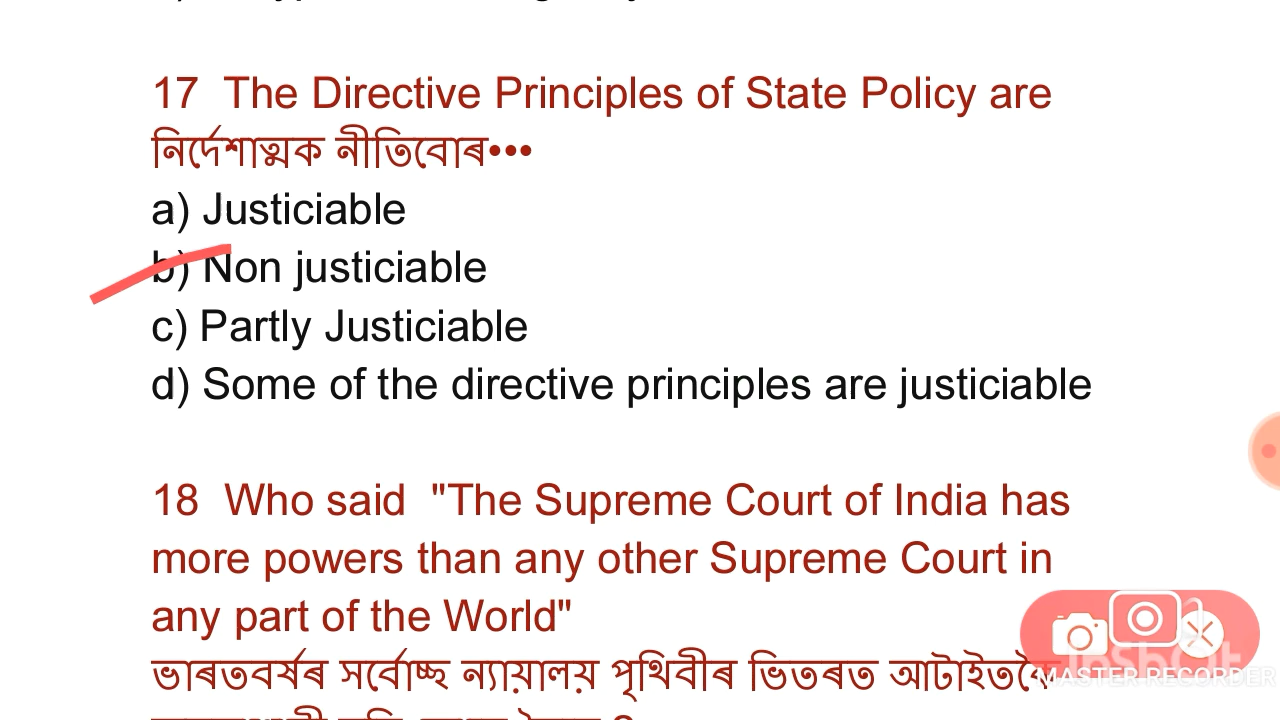 17 The Directive Principles of State Policy are
নিৰ্দেশাত্মক নীতিবোৰ•••
a) Justiciable
b) Non justiciable
c) Partly Justiciable
d) Some of the directive principles are justiciable
18 Who said "The Supreme Court of India has
more powers than any other Supreme Court in
any part of the World"
ভাৰতবৰ্ষৰ সৰ্বোচ্ছ ন্যায়ালয় পৃথিবীৰ ভিতৰত আটাইতকৈ
MASTER RECORDER